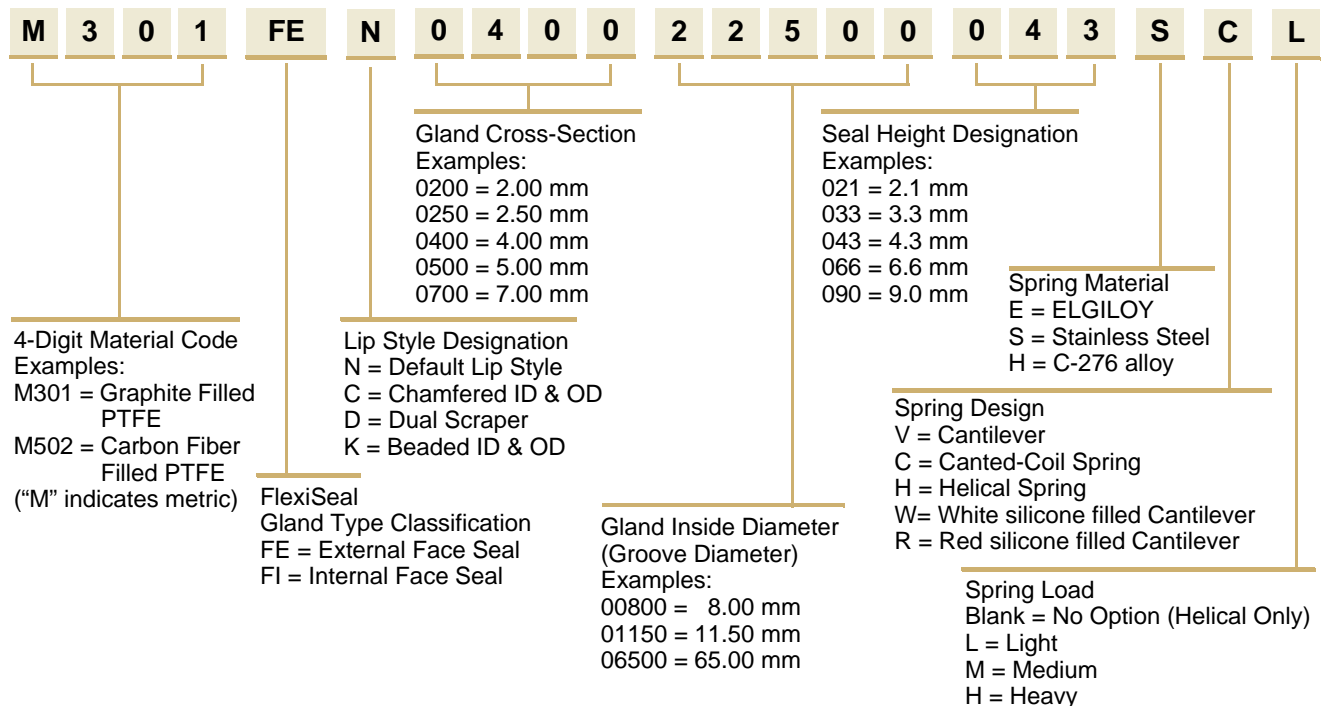 M 3 0 1 FE N 0 4 0 0 2 2 5 0 0 0 4 3 S C L
Gland Cross-Section
Examples:
0200 = 2.00 mm
0250 = 2.50 mm
0400 = 4.00 mm
0500 = 5.00 mm
0700 = 7.00 mm
Seal Height Designation
Examples:
021 = 2.1 mm
033 = 3.3 mm
043 = 4.3 mm
066 = 6.6 mm
090 = 9.0 mm
Spring Material
E = ELGILOY
S = Stainless Steel
H = C-276 alloy
4-Digit Material Code
Examples:
M301 = Graphite Filled
PTFE
M502 = Carbon Fiber
Filled PTFE
(“M” indicates metric)
Lip Style Designation
N = Default Lip Style
C = Chamfered ID & OD
D = Dual Scraper
K = Beaded ID & OD
Spring Design
V = Cantilever
C = Canted-Coil Spring
H = Helical Spring
W= White silicone filled Cantilever
R = Red silicone filled Cantilever
FlexiSeal
Gland Type Classification
FE = External Face Seal
FI = Internal Face Seal
Gland Inside Diameter
(Groove Diameter)
Examples:
00800 = 8.00 mm
01150 = 11.50 mm
06500 = 65.00 mm
Spring Load
Blank = No Option (Helical Only)
L = Light
M = Medium
H = Heavy